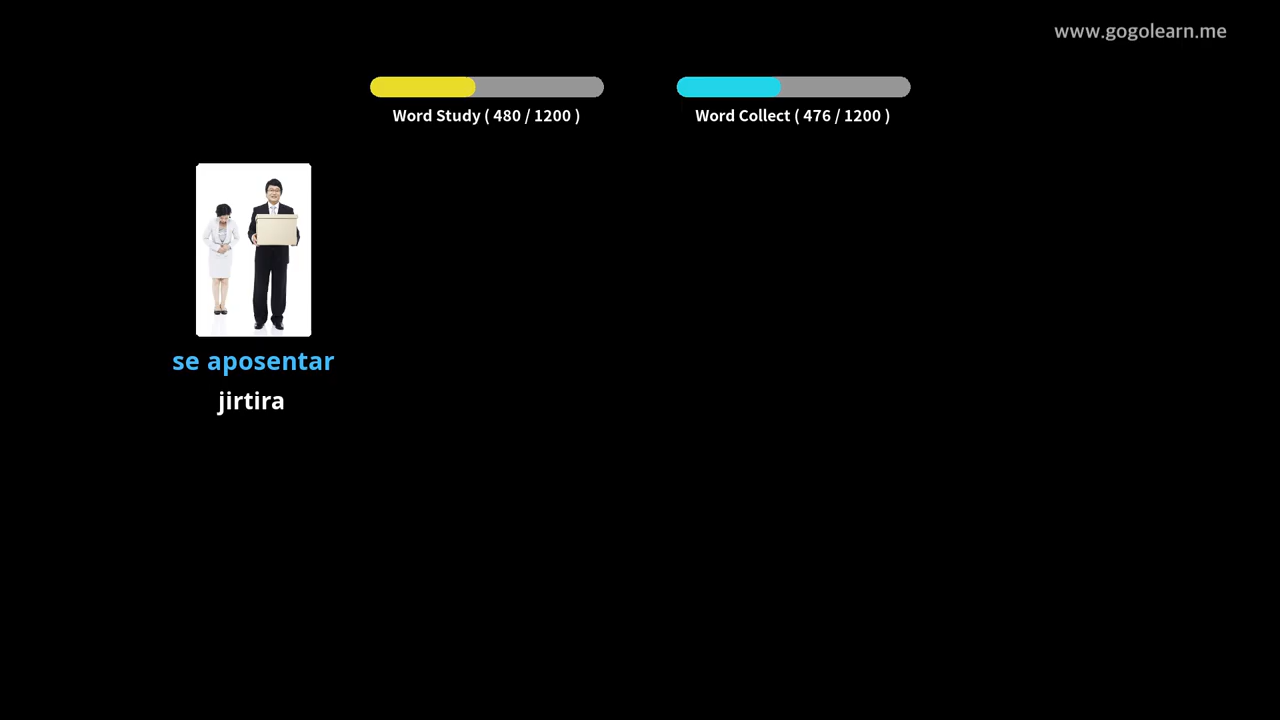 www.gogolearn.me
Word Study ( 480 / 1200 )
Word Collect ( 476 / 1200 )
se aposentar
jirtira